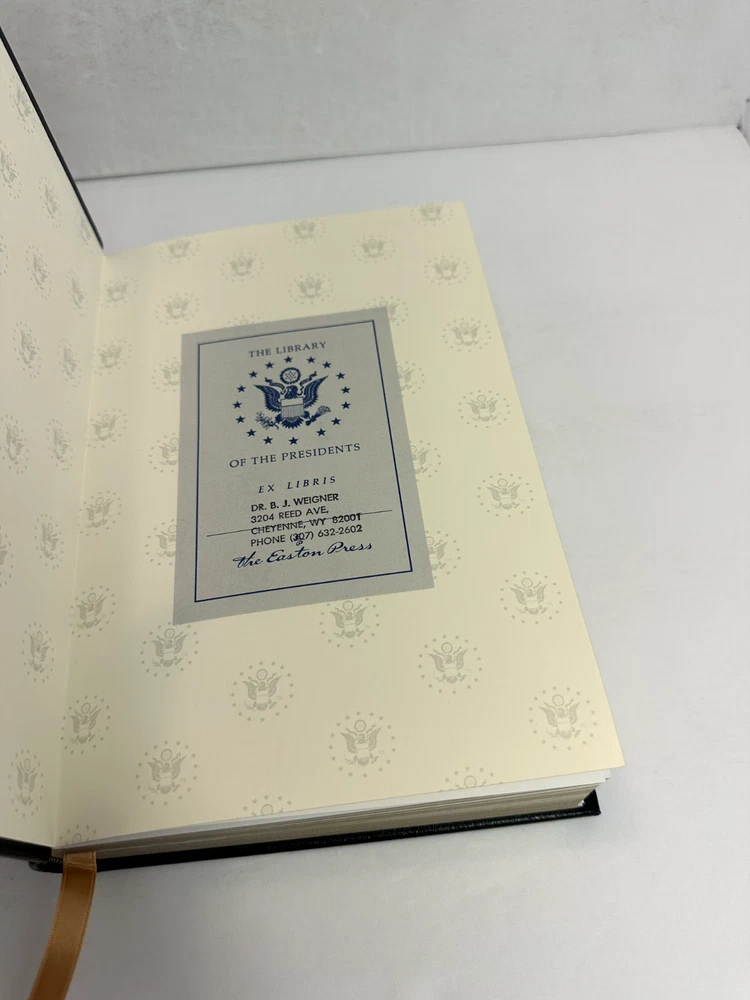 THE LIBRARY
OF THE PRESIDENTS
EX LIBRIS
DR. B. J. WEIGNER
3204 REED AVE,
CHEYENNE, WY 82001
PHONE (307) 632-2602
the Easton Press